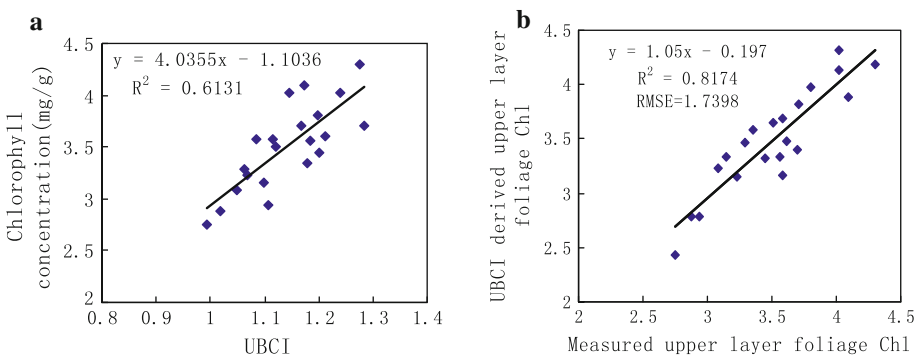 a
y = 4.0355x - 1.1036
R² = 0.6131
Chlorophyll
concentration(mg/g)
4.5
4
3.5
3
2.5
2
0.8 0.9 1 1.1 1.2 1.3 1.4
UBCI
b
y = 1.05x - 0.197
R² = 0.8174
RMSE=1.7398
UBCI derived upper layer
foliage Chl
4.5
4
3.5
3
2.5
2
2 2.5 3 3.5 4 4.5
Measured upper layer foliage Chl